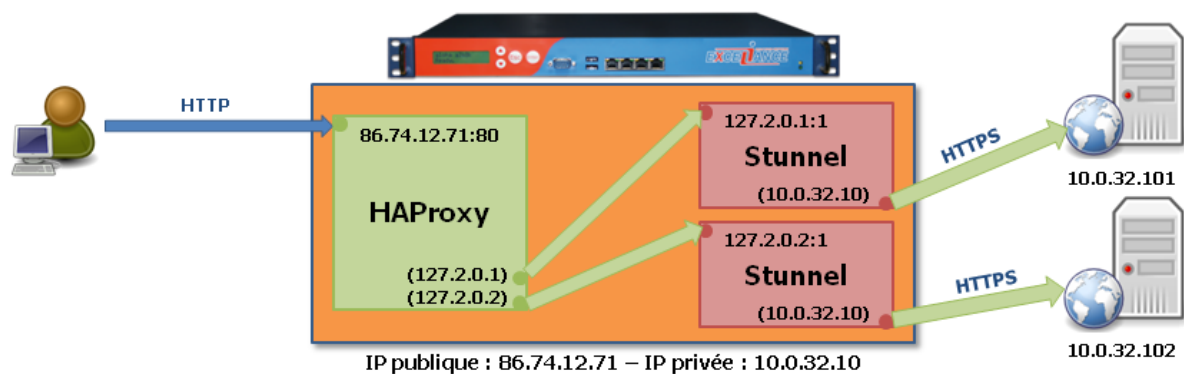 EXCELIANCE
HTTP
86.74.12.71:80
HAProxy
(127.2.0.1)
(127.2.0.2)
127.2.0.1:1
Stunnel
(10.0.32.10)
127.2.0.2:1
Stunnel
(10.0.32.10)
HTTPS
10.0.32.101
HTTPS
10.0.32.102
IP publique : 86.74.12.71 – IP privée : 10.0.32.10